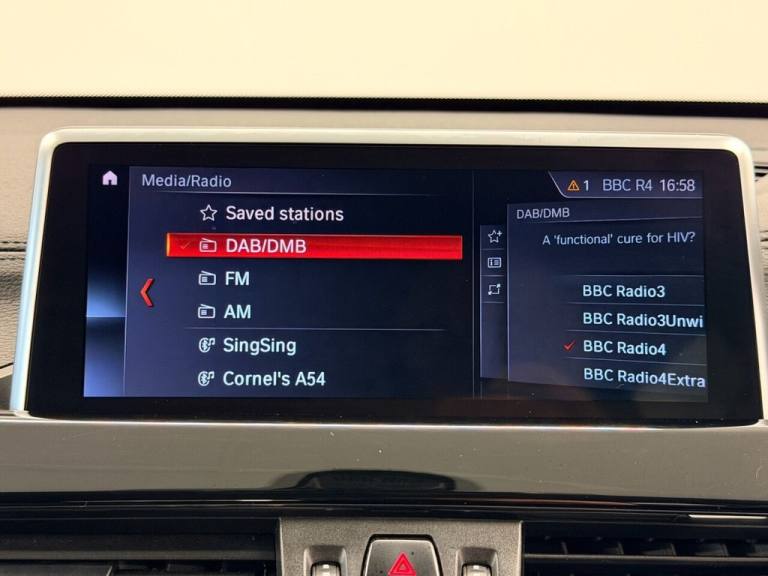 Media/Radio
1 BBC R4 16:58
Saved stations
DAB/DMB
FM
AM
SingSing
Cornel's A54
DAB/DMB
A 'functional' cure for HIV?
BBC Radio3
BBC Radio3Unwi
BBC Radio4
BBC Radio4Extra